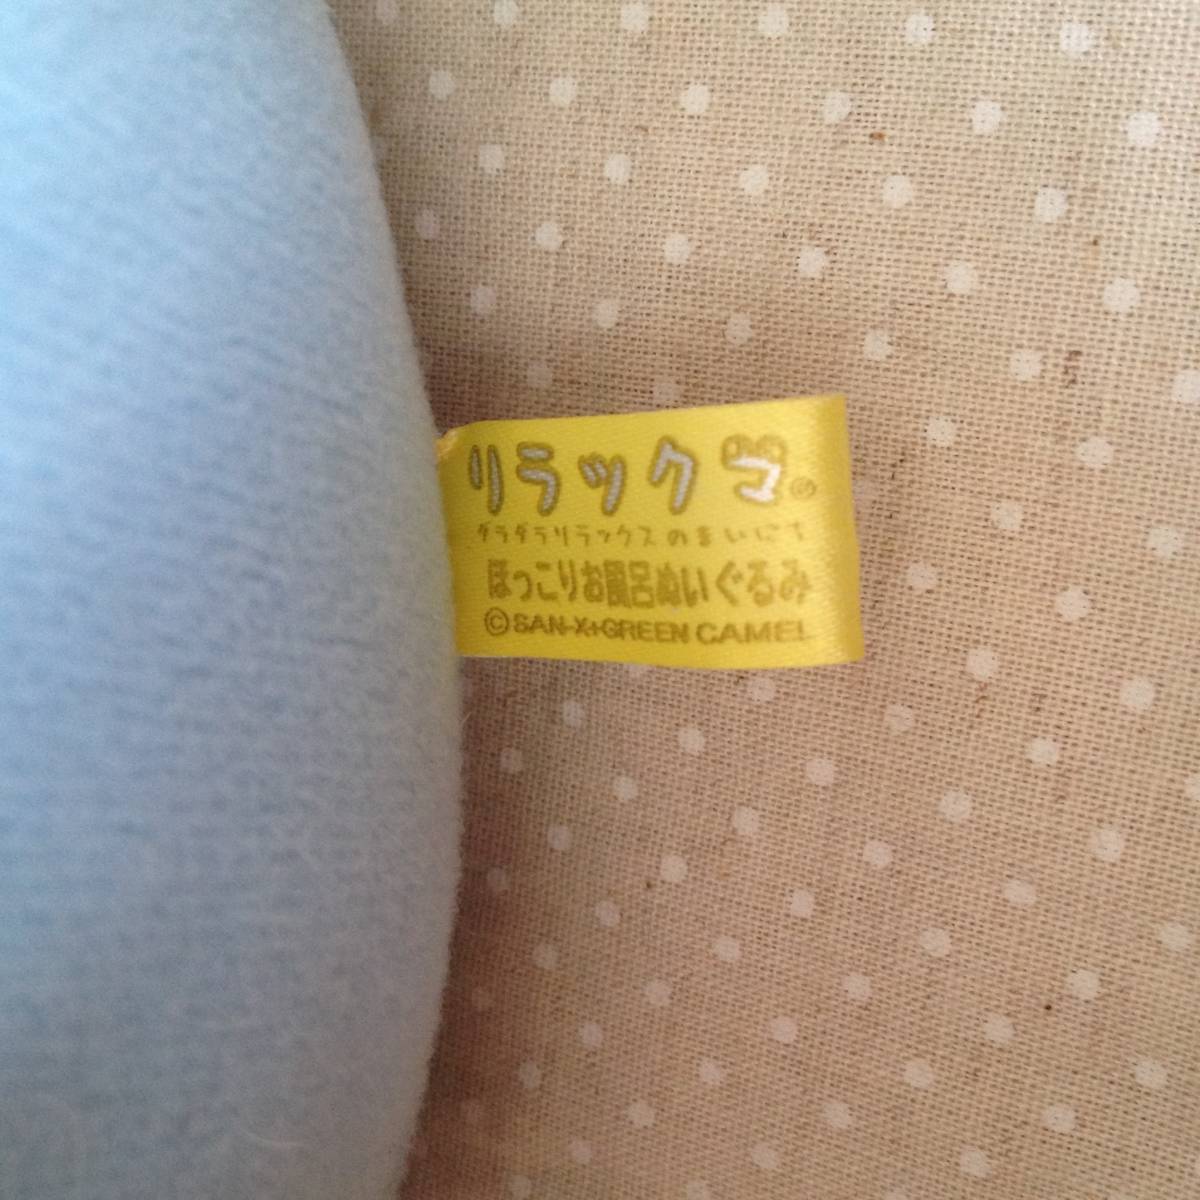 リラックマ®
ダラダラリラックスのまいにち
ほっこりお風呂ぬいぐるみ
©SAN-X+GREEN CAMEL